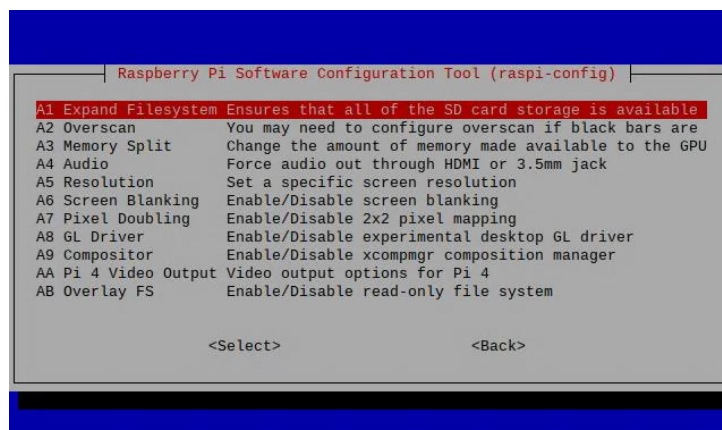 Raspberry Pi Software Configuration Tool (raspi-config)
A1 Expand Filesystem Ensures that all of the SD card storage is available
A2 Overscan You may need to configure overscan if black bars are
A3 Memory Split Change the amount of memory made available to the GPU
A4 Audio Force audio out through HDMI or 3.5mm jack
A5 Resolution Set a specific screen resolution
A6 Screen Blanking Enable/Disable screen blanking
A7 Pixel Doubling Enable/Disable 2x2 pixel mapping
A8 GL Driver Enable/Disable experimental desktop GL driver
A9 Compositor Enable/Disable xcompmgr composition manager
AA Pi 4 Video Output Video output options for Pi 4
AB Overlay FS Enable/Disable read-only file system
<Select> <Back>